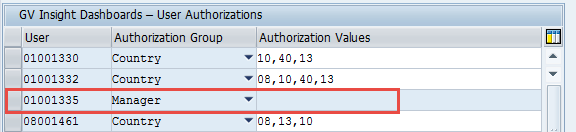 GV Insight Dashboards – User Authorizations
User Authorization Group Authorization Values
01001330 Country 10,40,13
01001332 Country 08,10,40,13
01001335 Manager
08001461 Country 08,13,10